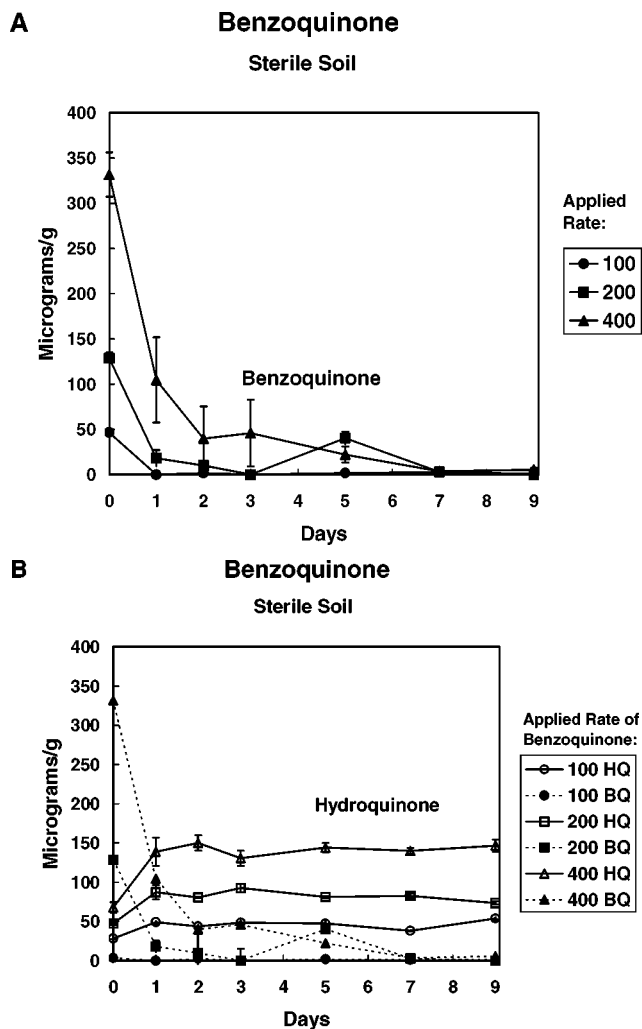 A
Benzoquinone
Sterile Soil
400
350
300
250
200
150
100
50
0
Micrograms/g
Benzoquinone
0 1 2 3 4 5 6 7 8 9
Days
Applied
Rate:
100
200
400
B
Benzoquinone
Sterile Soil
400
350
300
250
200
150
100
50
0
Micrograms/g
Hydroquinone
0 1 2 3 4 5 6 7 8 9
Days
Applied Rate of
Benzoquinone:
100 HQ
100 BQ
200 HQ
200 BQ
400 HQ
400 BQ